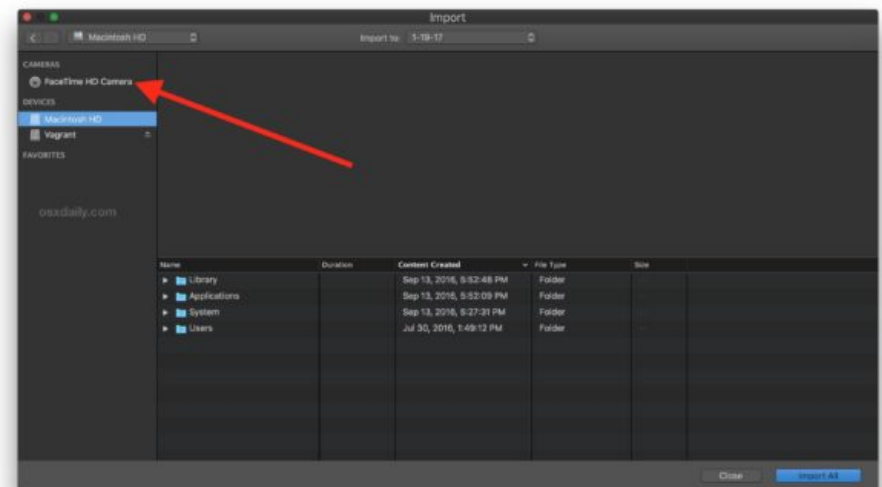 Import
Macintosh HD
Import to: 1-19-17
CAMERAS
FaceTime HD Camera
DEVICES
Macintosh HD
Vagrant
FAVORITES
osxdaily.com
Name Duration Content Created File Type Size
Library Sep 13, 2016, 5:52:48 PM Folder
Applications Sep 13, 2016, 5:52:09 PM Folder
System Sep 13, 2016, 5:27:31 PM Folder
Users Jul 30, 2016, 1:49:12 PM Folder
Close Import All